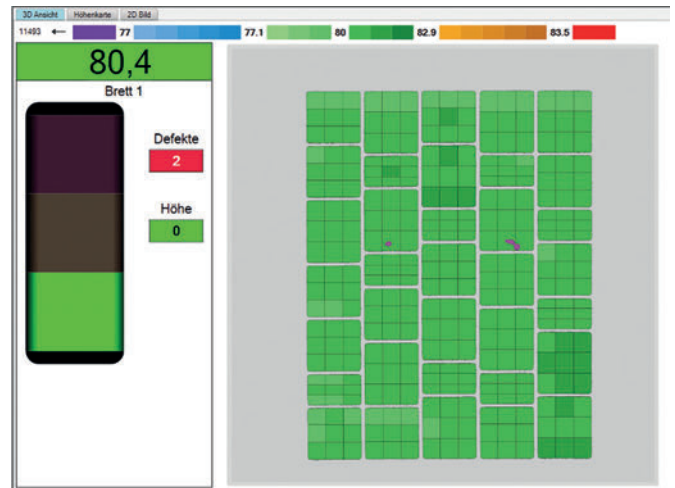 3D Ansicht Höhenkarte 2D Bild
11493 ← 77 77.1 80 82.9 83.5
80,4
Brett 1
Defekte
2
Höhe
0